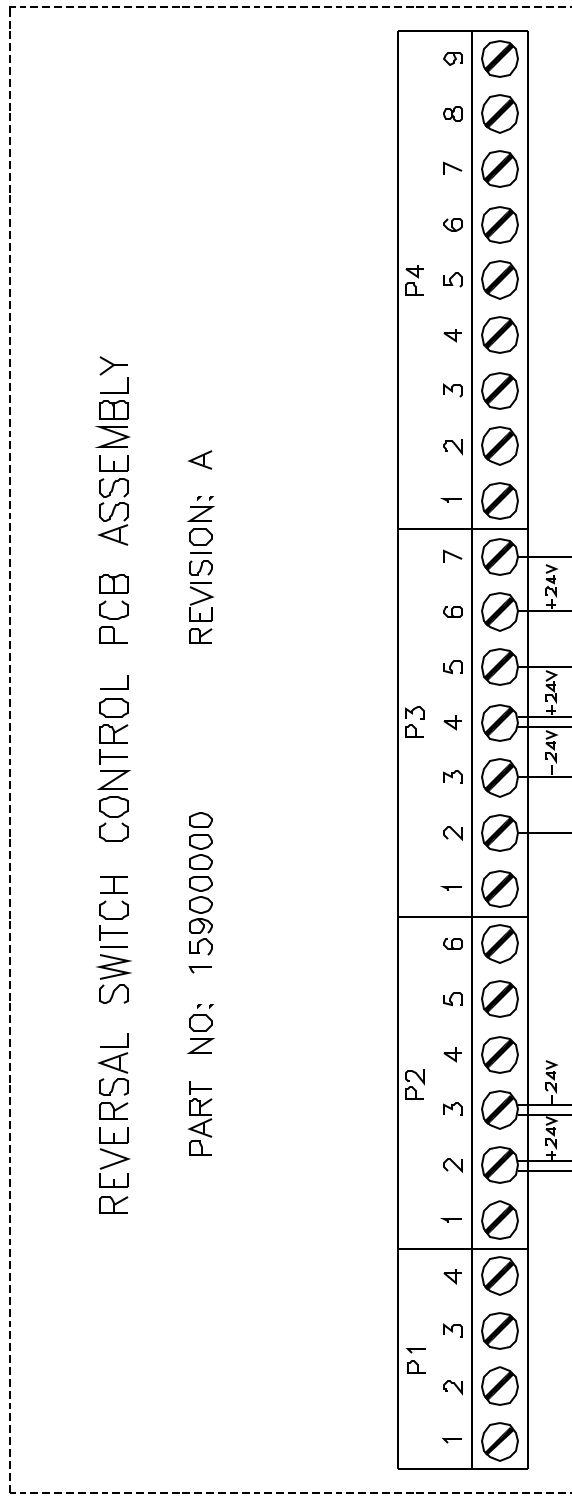 REVERSAL SWITCH CONTROL PCB ASSEMBLY
PART NO: 15900000 REVISION: A
P1 P2 P3 P4
1 2 3 4 1 2 3 4 5 6 1 2 3 4 5 6 7 1 2 3 4 5 6 7 8 9
+24V -24V -24V +24V +24V